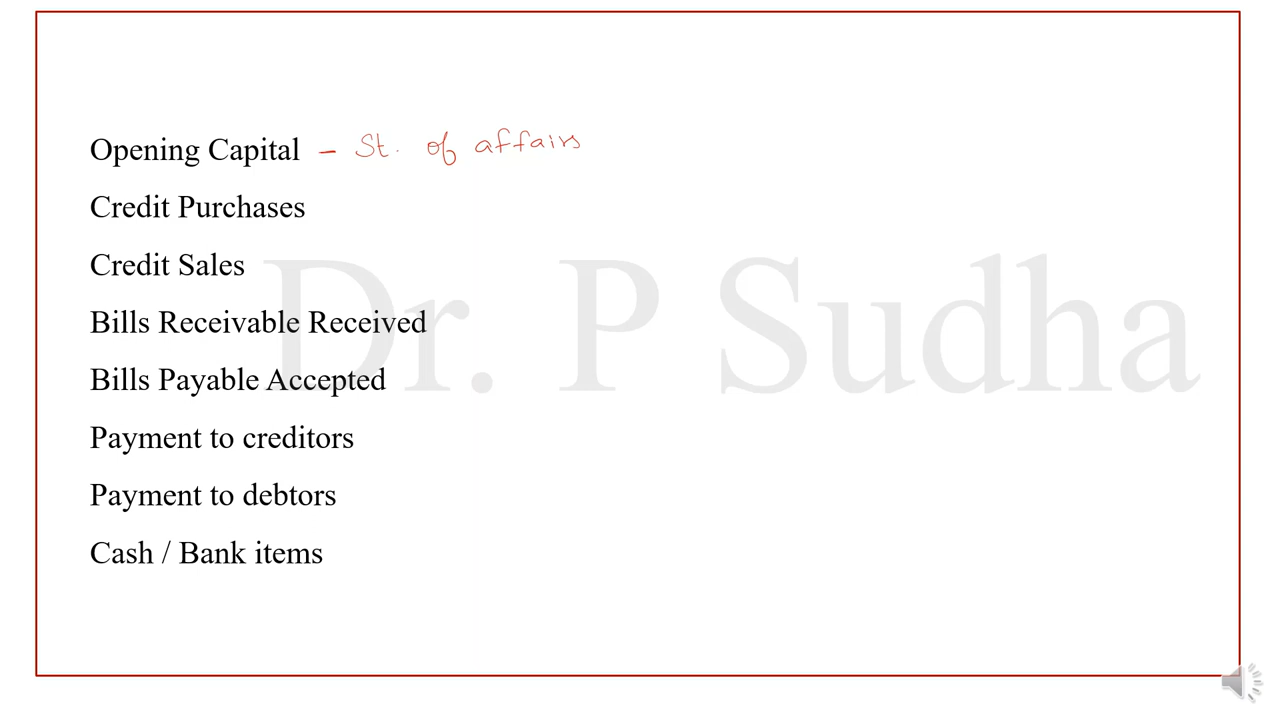 Opening Capital - St. of affairs
Credit Purchases
Credit Sales
Bills Receivable Received
Bills Payable Accepted
Payment to creditors
Payment to debtors
Cash / Bank items
Dr. P Sudha